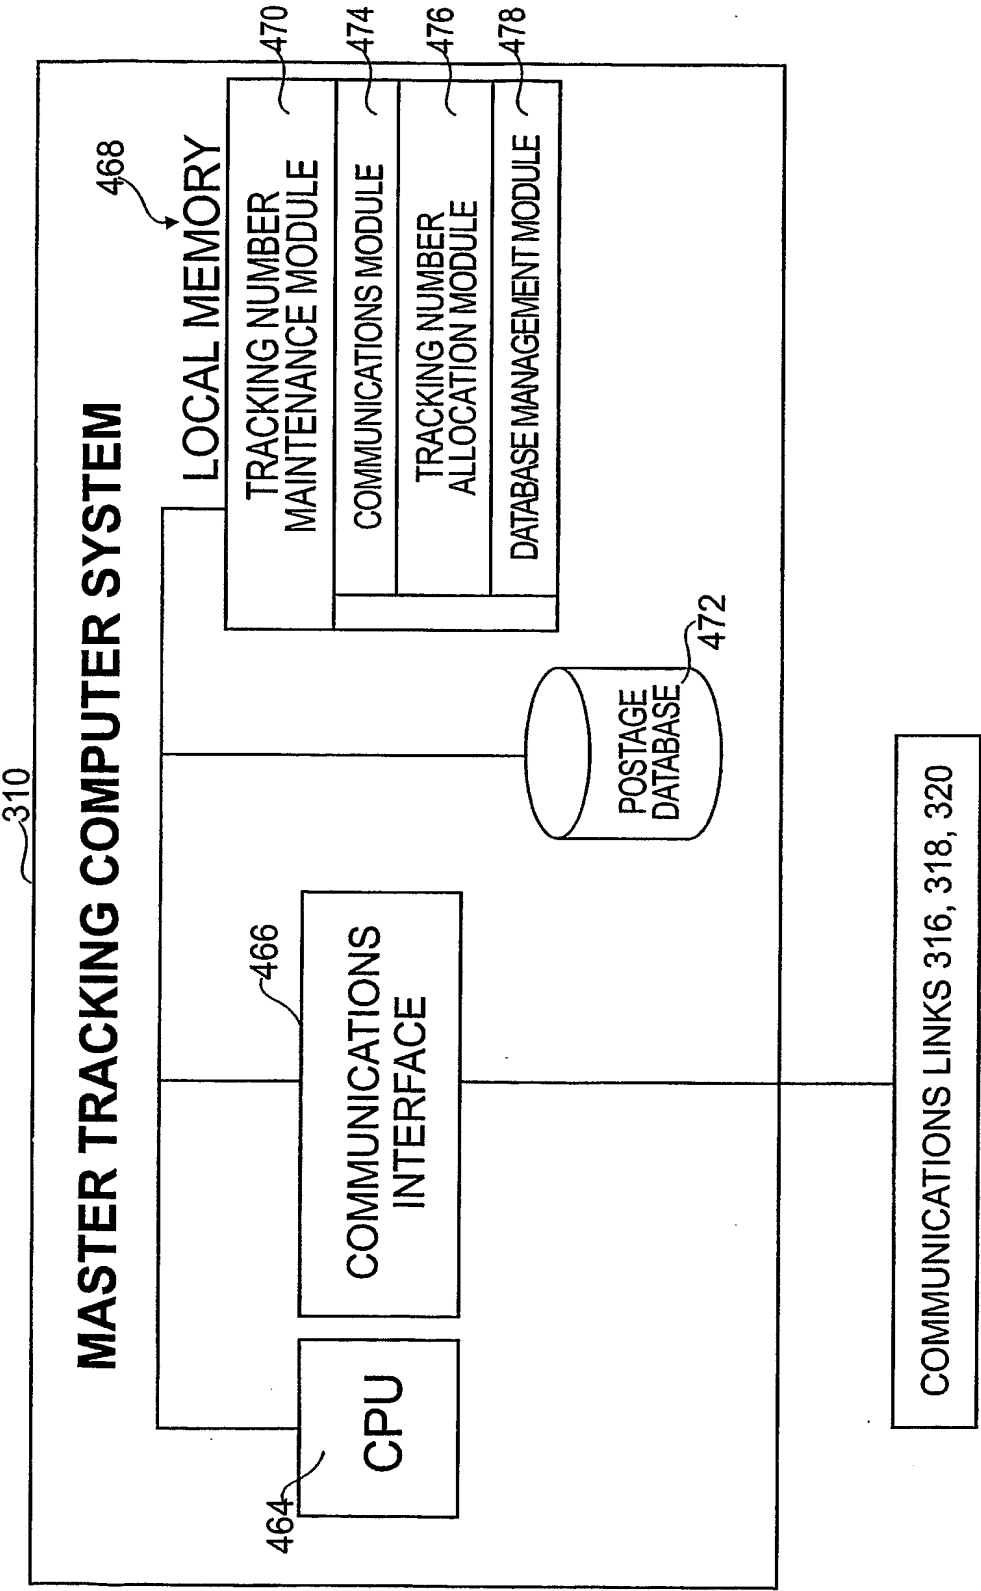 310
MASTER TRACKING COMPUTER SYSTEM
468
LOCAL MEMORY
TRACKING NUMBER
MAINTENANCE MODULE
470
COMMUNICATIONS MODULE
474
TRACKING NUMBER
ALLOCATION MODULE
476
DATABASE MANAGEMENT MODULE
478
464
CPU
466
COMMUNICATIONS
INTERFACE
POSTAGE
DATABASE
472
COMMUNICATIONS LINKS 316, 318, 320